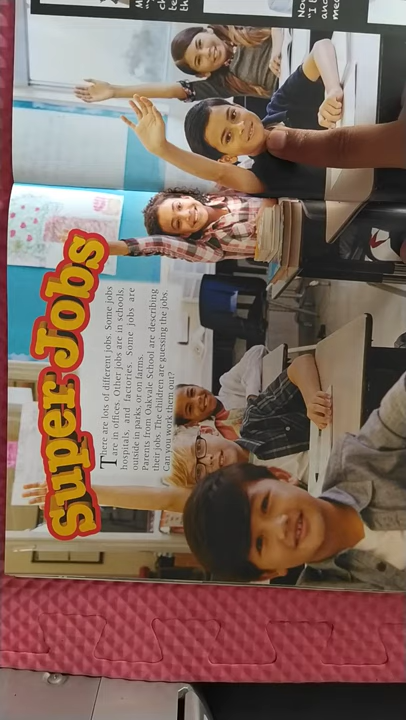 Super Jobs
There are lots of different jobs. Some jobs
are in offices. Other jobs are in schools,
hospitals, and factories. Some jobs are
outside in parks, or on farms.
Patents from Oakvale School are describing
their jobs. The children are guessing the jobs.
Can you work them out?